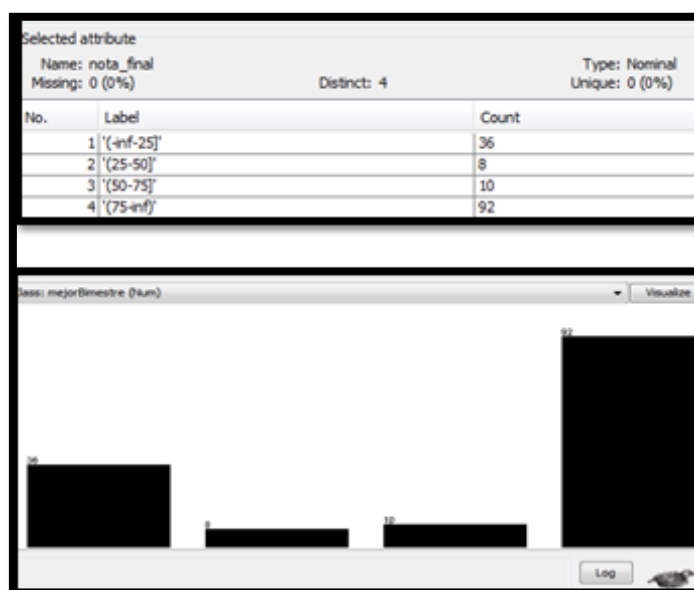 Selected attribute
Name: nota_final Type: Nominal
Missing: 0 (0%) Distinct: 4 Unique: 0 (0%)
No. Label Count
1 '(-inf-25]' 36
2 '(25-50]' 8
3 '(50-75]' 10
4 '(75-inf)' 92
lass: mejorBimestre (Num) Visualize
92
36
8
10
Log